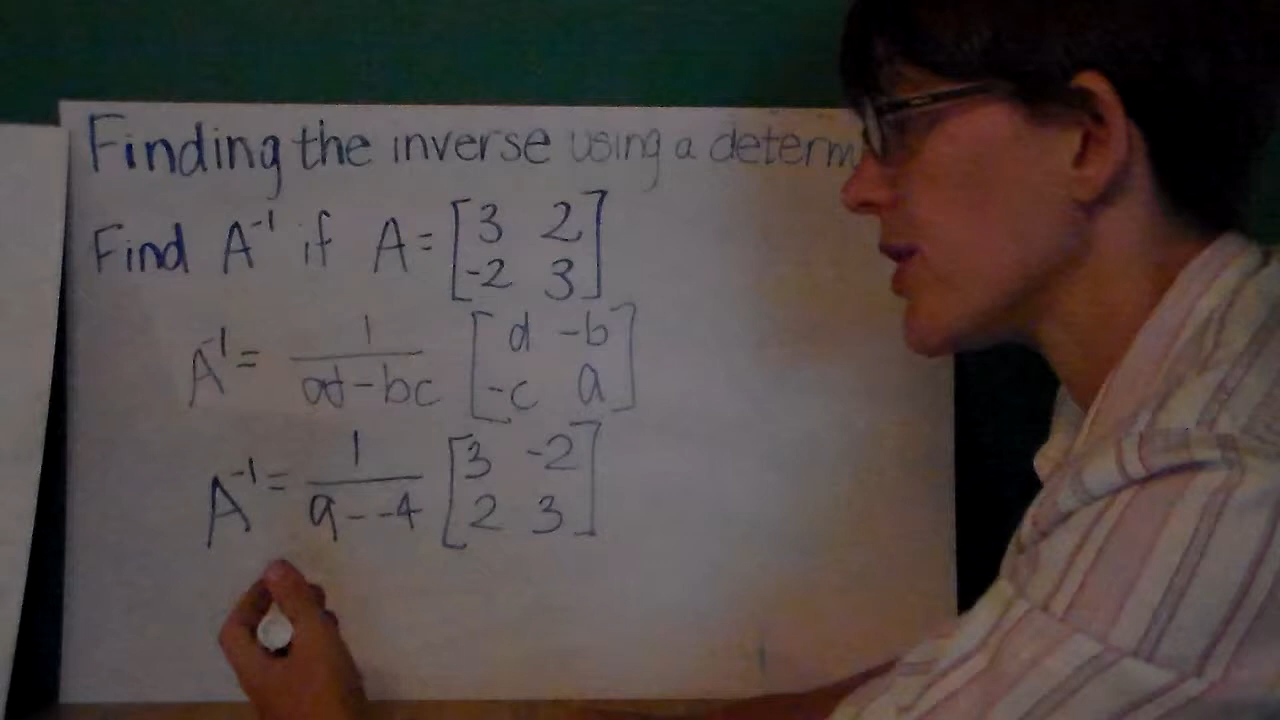 Finding the inverse using a determ
Find A⁻¹ if A = [3 2; -2 3]
A⁻¹ = 1/(ad-bc) [d -b; -c a]
A⁻¹ = 1/(9--4) [3 -2; 2 3]